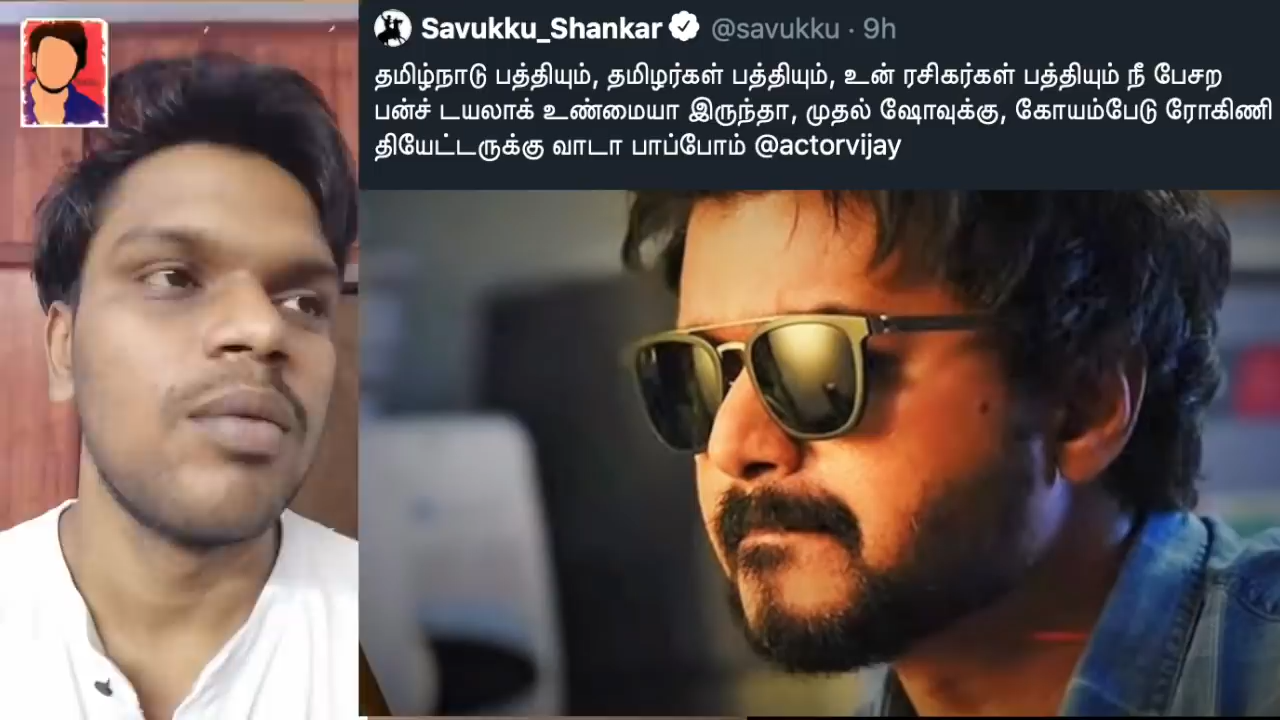 Savukku_Shankar @savukku · 9h
தமிழ்நாடு பத்தியும், தமிழர்கள் பத்தியும், உன் ரசிகர்கள் பத்தியும் நீ பேசற
பன்ச் டயலாக் உண்மையா இருந்தா, முதல் ஷோவுக்கு, கோயம்பேடு ரோகிணி
தியேட்டருக்கு வாடா பாப்போம் @actorvijay